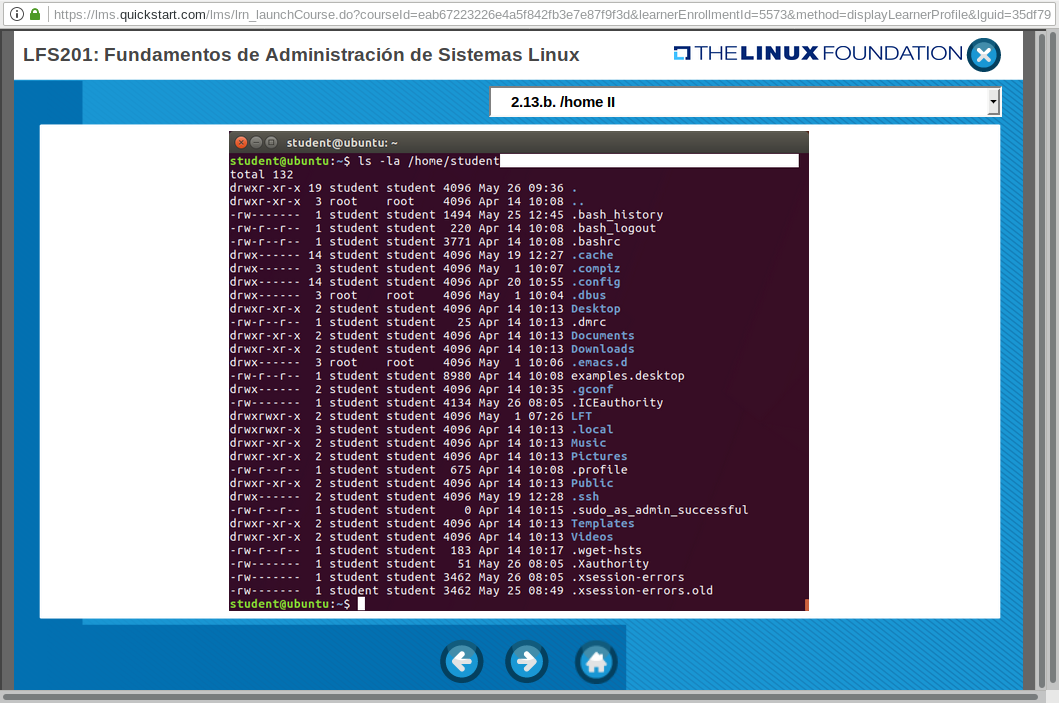 https://lms.quickstart.com/lms/lrn_launchCourse.do?courseId=eab67223226e4a5f842fb3e7e87f9f3d&learnerEnrollmentId=5573&method=displayLearnerProfile&lguid=35df79
LFS201: Fundamentos de Administración de Sistemas Linux
THE LINUX FOUNDATION
2.13.b. /home II
student@ubuntu: ~
student@ubuntu:~$ ls -la /home/student
total 132
drwxr-xr-x 19 student student 4096 May 26 09:36 .
drwxr-xr-x  3 root    root    4096 Apr 14 10:08 ..
-rw-------  1 student student 1494 May 25 12:45 .bash_history
-rw-r--r--  1 student student  220 Apr 14 10:08 .bash_logout
-rw-r--r--  1 student student 3771 Apr 14 10:08 .bashrc
drwx------ 14 student student 4096 May 19 12:27 .cache
drwx------  3 student student 4096 May  1 10:07 .compiz
drwx------ 14 student student 4096 Apr 20 10:55 .config
drwx------  3 root    root    4096 May  1 10:04 .dbus
drwxr-xr-x  2 student student 4096 Apr 14 10:13 Desktop
-rw-r--r--  1 student student   25 Apr 14 10:13 .dmrc
drwxr-xr-x  2 student student 4096 Apr 14 10:13 Documents
drwxr-xr-x  2 student student 4096 Apr 14 10:13 Downloads
drwx------  3 root    root    4096 May  1 10:06 .emacs.d
-rw-r--r--  1 student student 8980 Apr 14 10:08 examples.desktop
drwx------  2 student student 4096 Apr 14 10:35 .gconf
-rw-------  1 student student 4134 May 26 08:05 .ICEauthority
drwxrwxr-x  2 student student 4096 May  1 07:26 LFT
drwxrwxr-x  3 student student 4096 Apr 14 10:13 .local
drwxr-xr-x  2 student student 4096 Apr 14 10:13 Music
drwxr-xr-x  2 student student 4096 Apr 14 10:13 Pictures
-rw-r--r--  1 student student  675 Apr 14 10:08 .profile
drwxr-xr-x  2 student student 4096 Apr 14 10:13 Public
drwx------  2 student student 4096 May 19 12:28 .ssh
-rw-r--r--  1 student student    0 Apr 14 10:15 .sudo_as_admin_successful
drwxr-xr-x  2 student student 4096 Apr 14 10:13 Templates
drwxr-xr-x  2 student student 4096 Apr 14 10:13 Videos
-rw-r--r--  1 student student  183 Apr 14 10:17 .wget-hsts
-rw-------  1 student student   51 May 26 08:05 .Xauthority
-rw-------  1 student student 3462 May 26 08:05 .xsession-errors
-rw-------  1 student student 3462 May 25 08:49 .xsession-errors.old
student@ubuntu:~$